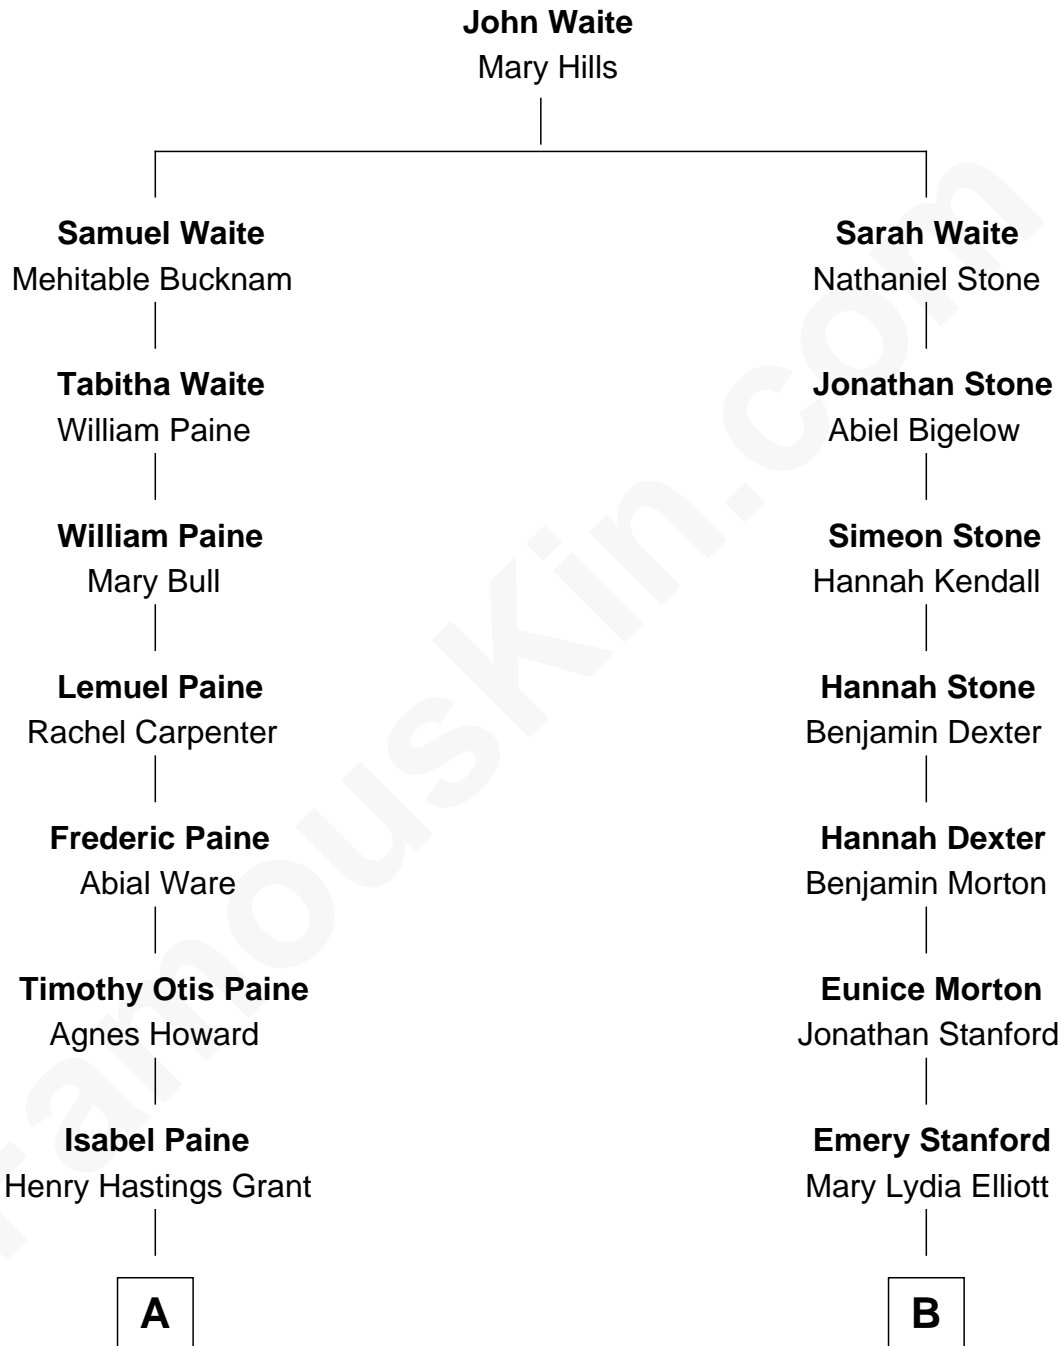 John Waite
Mary Hills
Samuel Waite
Mehitable Bucknam
Tabitha Waite
William Paine
William Paine
Mary Bull
Lemuel Paine
Rachel Carpenter
Frederic Paine
Abial Ware
Timothy Otis Paine
Agnes Howard
Isabel Paine
Henry Hastings Grant
A
Sarah Waite
Nathaniel Stone
Jonathan Stone
Abiel Bigelow
Simeon Stone
Hannah Kendall
Hannah Stone
Benjamin Dexter
Hannah Dexter
Benjamin Morton
Eunice Morton
Jonathan Stanford
Emery Stanford
Mary Lydia Elliott
B
FamousKin.com